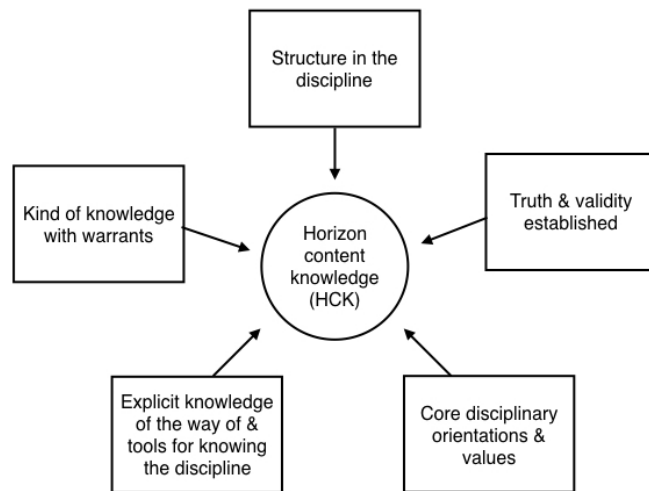 Structure in the
discipline
Kind of knowledge
with warrants
Truth & validity
established
Horizon
content
knowledge
(HCK)
Explicit knowledge
of the way of &
tools for knowing
the discipline
Core disciplinary
orientations &
values